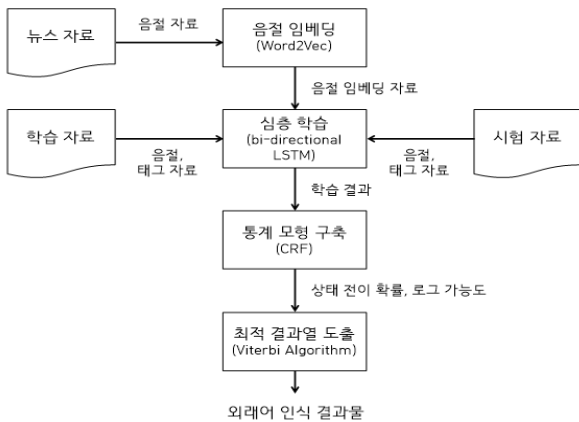 뉴스 자료
음절 자료
음절 임베딩
(Word2Vec)
음절 임베딩 자료
학습 자료
음절,
태그 자료
심층 학습
(bi-directional
LSTM)
시험 자료
음절,
태그 자료
학습 결과
통계 모형 구축
(CRF)
상태 전이 확률, 로그 가능도
최적 결과열 도출
(Viterbi Algorithm)
외래어 인식 결과물